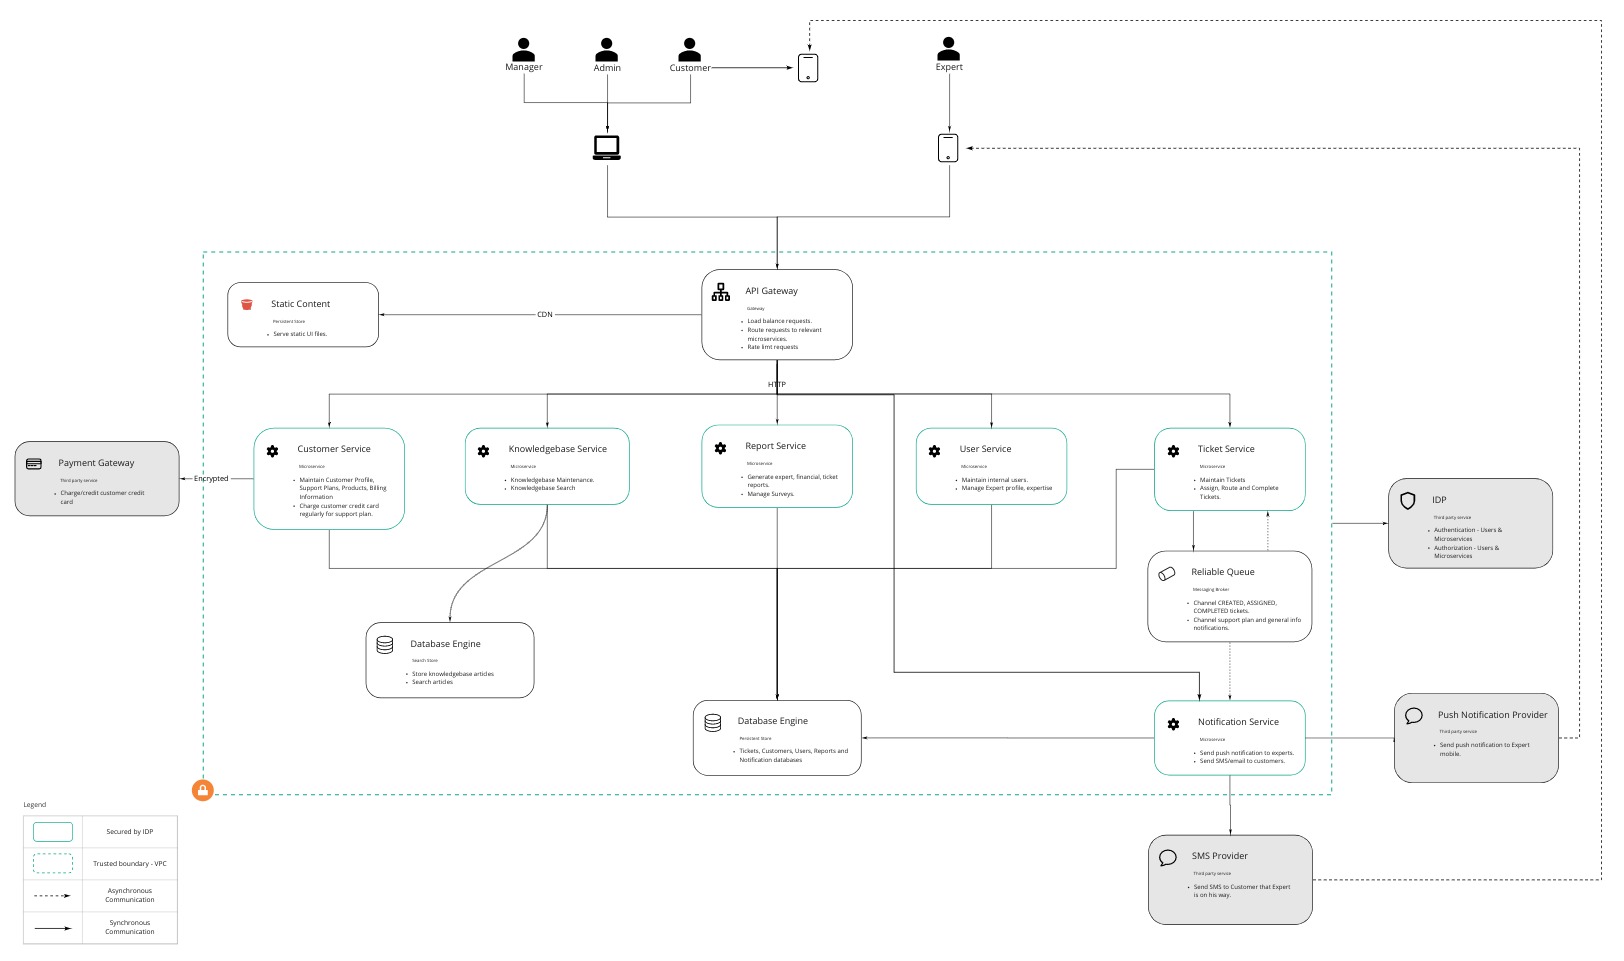 Manager
Admin
Customer
Expert
API Gateway
Gateway
Load balance requests.
Route requests to relevant
microservices.
Rate limt requests
Static Content
Persistent Store
Serve static UI files.
CDN
HTTP
Customer Service
Microservice
Maintain Customer Profile,
Support Plans, Products, Billing
Information
Charge customer credit card
regularly for support plan.
Knowledgebase Service
Microservice
Knowledgebase Maintenance.
Knowledgebase Search
Report Service
Microservice
Generate expert, financial, ticket
reports.
Manage Surveys.
User Service
Microservice
Maintain internal users.
Manage Expert profile, expertise
Ticket Service
Microservice
Maintain Tickets
Assign, Route and Complete
Tickets.
Payment Gateway
Third party service
Charge/credit customer credit
card
Encrypted
IDP
Third party service
Authentication - Users &
Microservices
Authorization - Users &
Microservices
Reliable Queue
Messaging Broker
Channel CREATED, ASSIGNED,
COMPLETED tickets.
Channel support plan and general info
notifications.
Database Engine
Search Store
Store knowledgebase articles
Search articles
Database Engine
Persistent Store
Tickets, Customers, Users, Reports and
Notification databases
Notification Service
Microservice
Send push notification to experts.
Send SMS/email to customers.
Push Notification Provider
Third party service
Send push notification to Expert
mobile.
SMS Provider
Third party service
Send SMS to Customer that Expert
is on his way.
Legend
Secured by IDP
Trusted boundary - VPC
Asynchronous
Communication
Synchronous
Communication